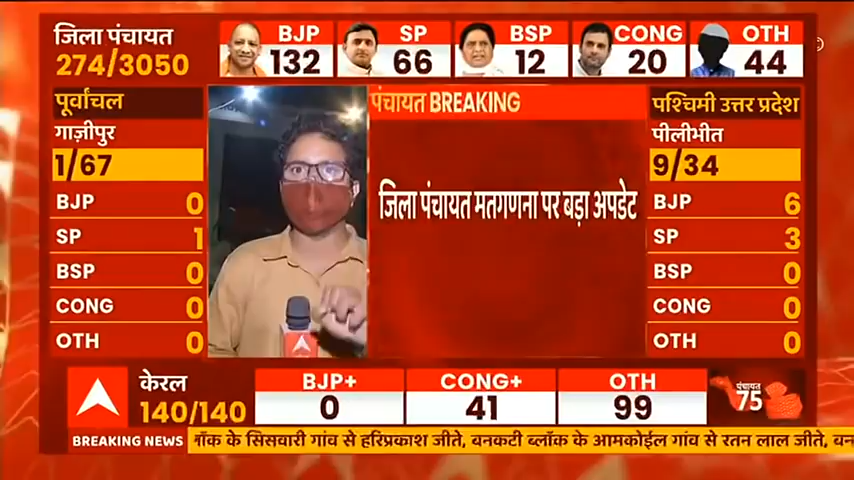 जिला पंचायत
274/3050
BJP
132
SP
66
BSP
12
CONG
20
OTH
44
पूर्वांचल
गाज़ीपुर
1/67
BJP 0
SP 1
BSP 0
CONG 0
OTH 0
पंचायत BREAKING
जिला पंचायत मतगणना पर बड़ा अपडेट
पश्चिमी उत्तर प्रदेश
पीलीभीत
9/34
BJP 6
SP 3
BSP 0
CONG 0
OTH 0
केरल
140/140
BJP+
0
CONG+
41
OTH
99
पंचायत
75
BREAKING NEWS
ब्लॉक के सिसवारी गांव से हरिप्रकाश जीते, बनकटी ब्लॉक के आमकोईल गांव से रतन लाल जीते,